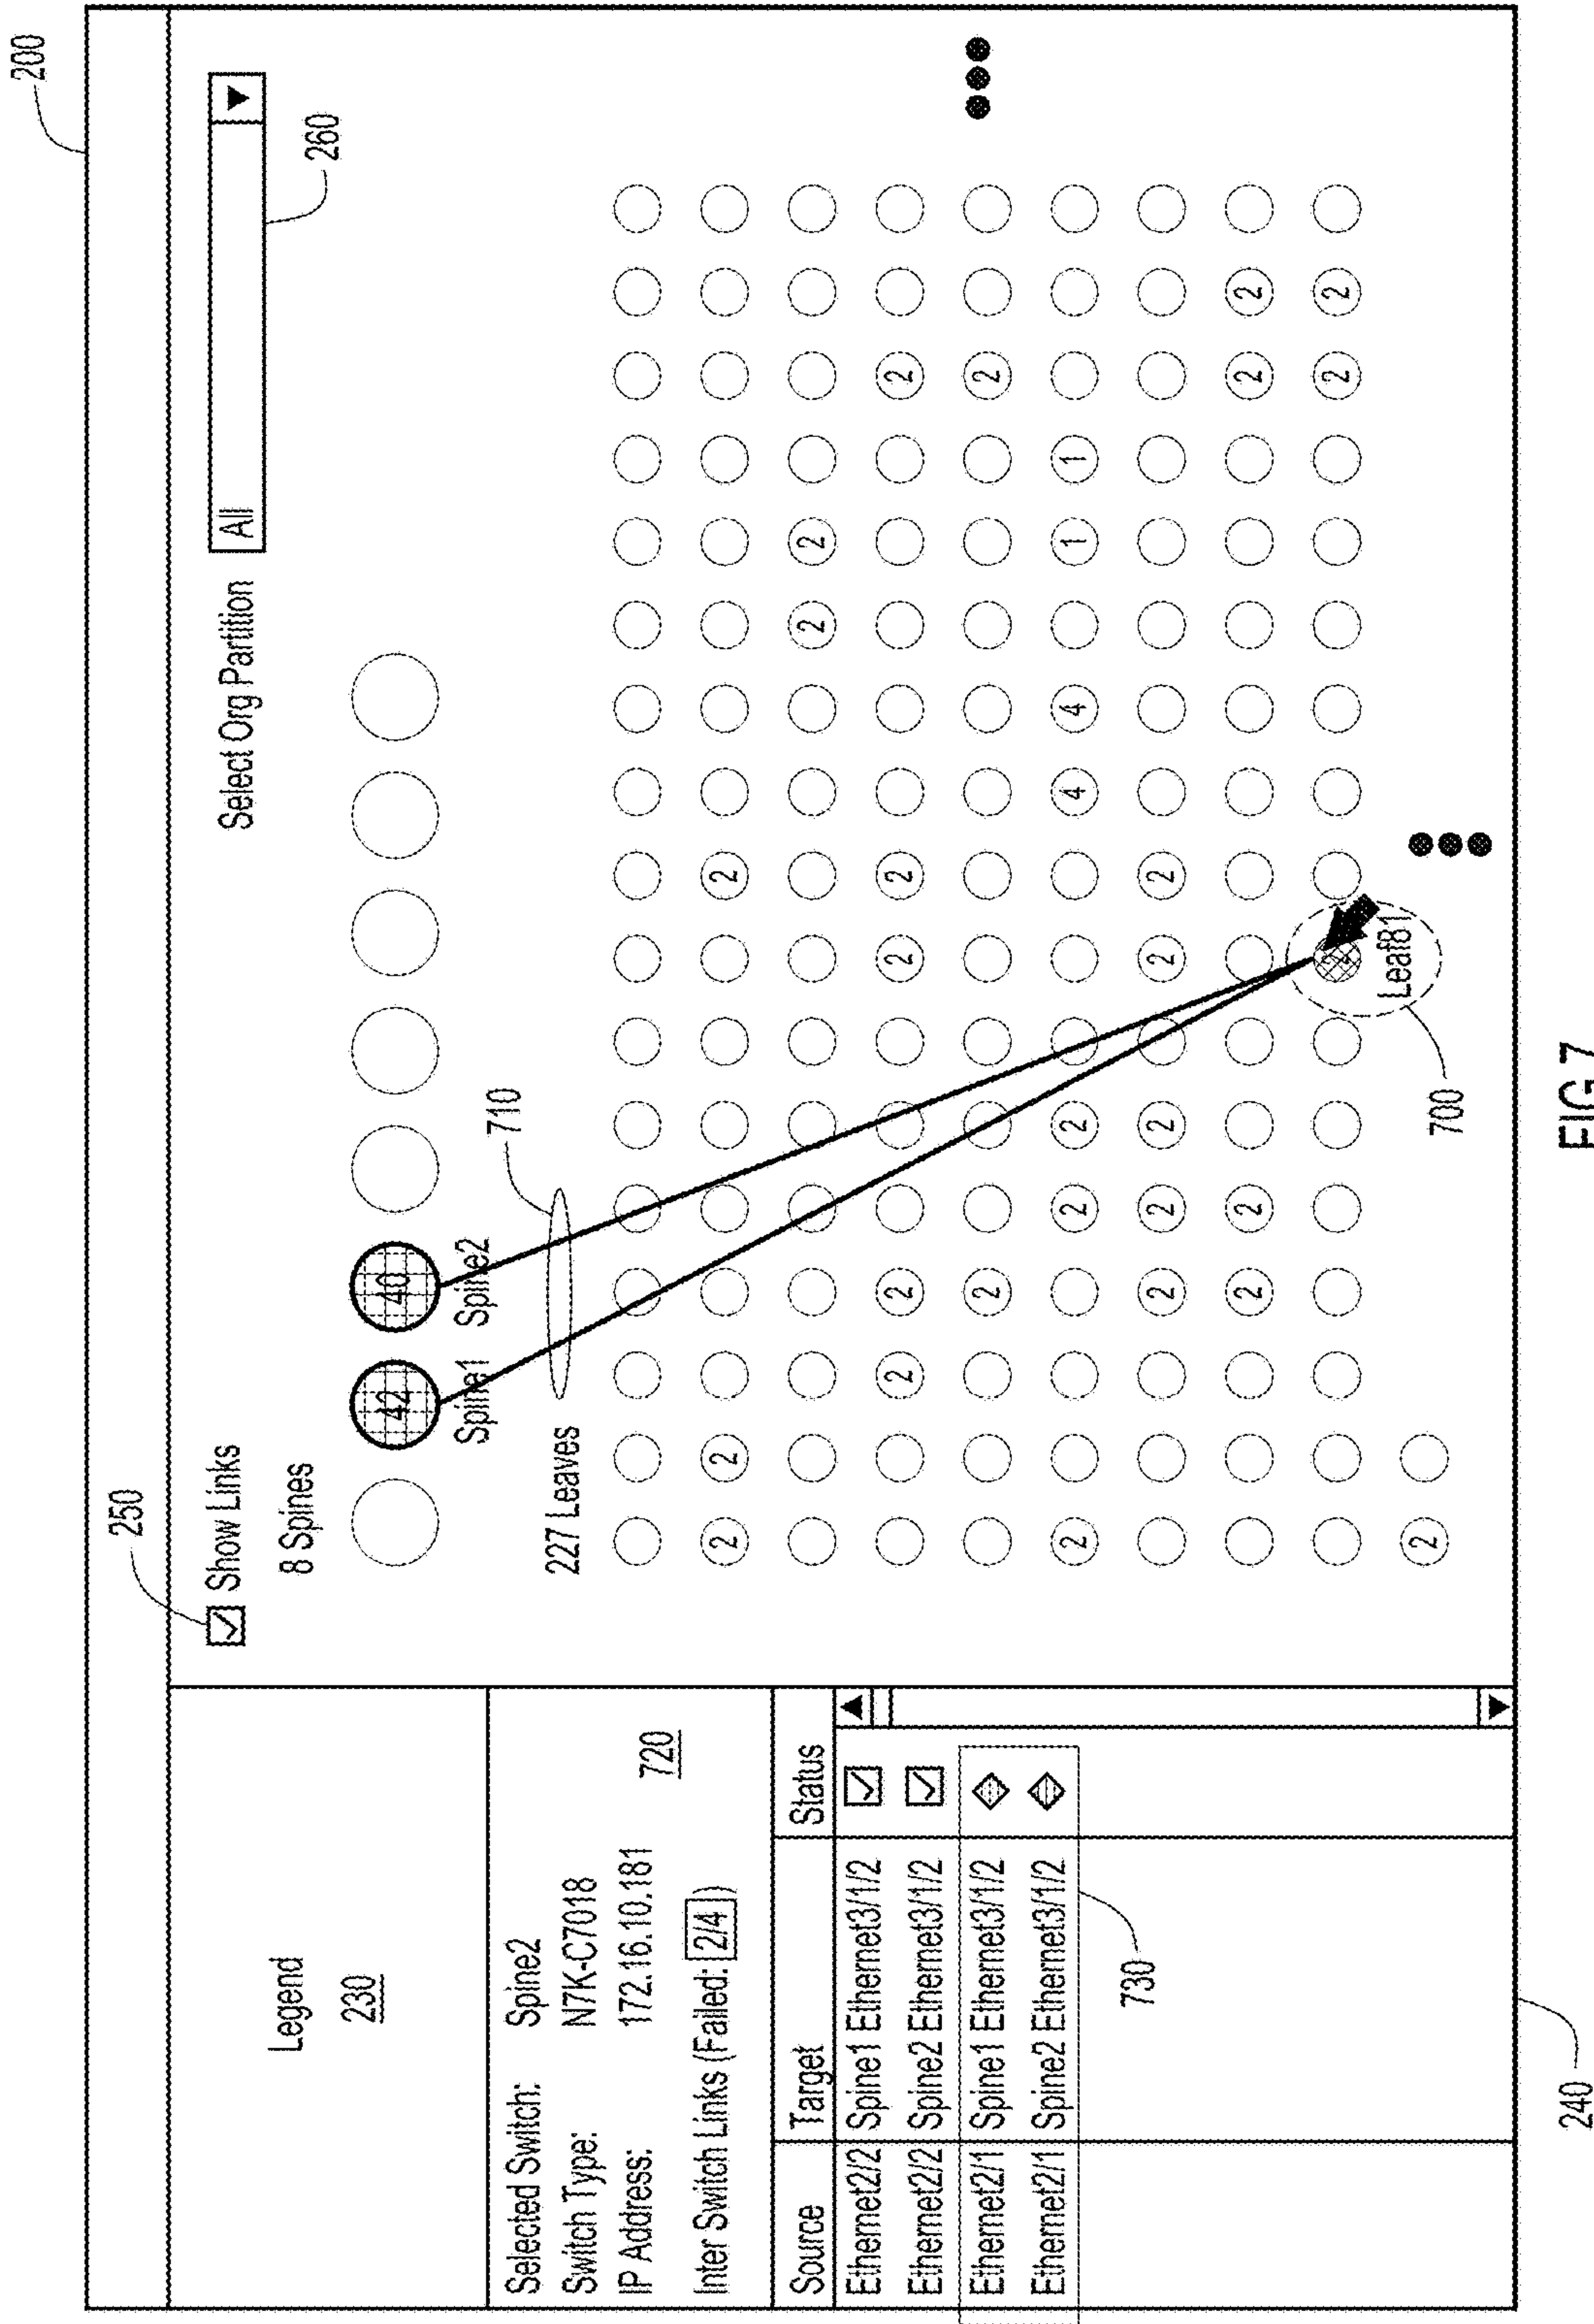 200
250
Show Links
Select Org Partition
All
260
8 Spines
42 40
Spine1 Spine2
710
227 Leaves
2 2 2
2 2
2 2 2 2 2
2 2
2 2 2 4 4 1 1
2 2 2 2 2
2 2 2 2
2 2
Leaf81
2
700
Legend
230
Selected Switch: Spine2
Switch Type: N7K-C7018
IP Address: 172.16.10.181
720
Inter Switch Links (Failed: 2/4 )
Source Target Status
Ethernet2/2 Spine1 Ethernet3/1/2
Ethernet2/2 Spine2 Ethernet3/1/2
Ethernet2/1 Spine1 Ethernet3/1/2
Ethernet2/1 Spine2 Ethernet3/1/2
730
240
FIG.7